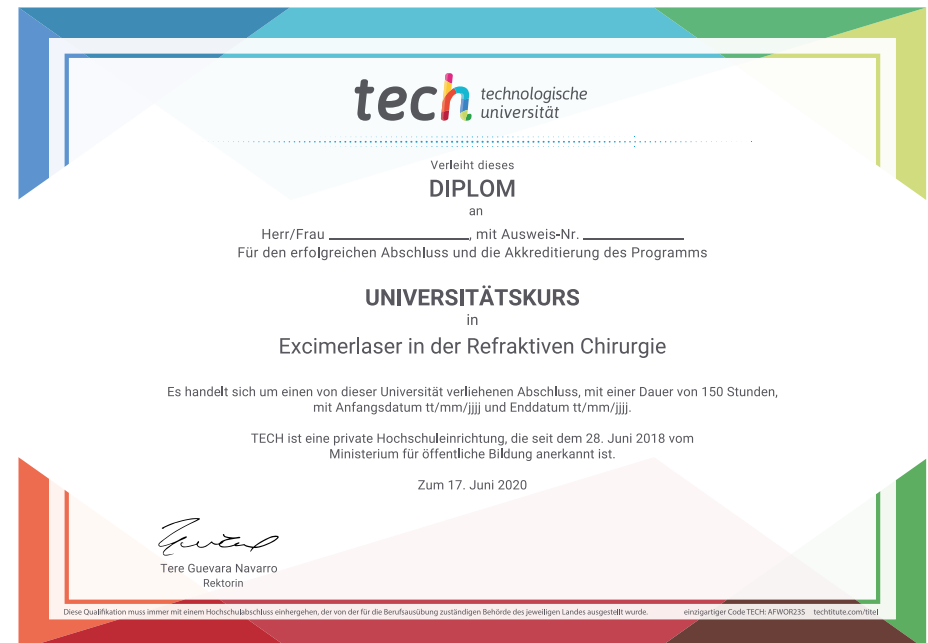 tech technologische
universität
Verleiht dieses
DIPLOM
an
Herr/Frau ____________________, mit Ausweis-Nr. ______________
Für den erfolgreichen Abschluss und die Akkreditierung des Programms
UNIVERSITÄTSKURS
in
Excimerlaser in der Refraktiven Chirurgie
Es handelt sich um einen von dieser Universität verliehenen Abschluss, mit einer Dauer von 150 Stunden,
mit Anfangsdatum tt/mm/jjjj und Enddatum tt/mm/jjjj.
TECH ist eine private Hochschuleinrichtung, die seit dem 28. Juni 2018 vom
Ministerium für öffentliche Bildung anerkannt ist.
Zum 17. Juni 2020
Tere Guevara Navarro
Rektorin
Diese Qualifikation muss immer mit einem Hochschulabschluss einhergehen, der von der für die Berufsausübung zuständigen Behörde des jeweiligen Landes ausgestellt wurde. einzigartiger Code TECH: AFWOR23S techtitute.com/titel